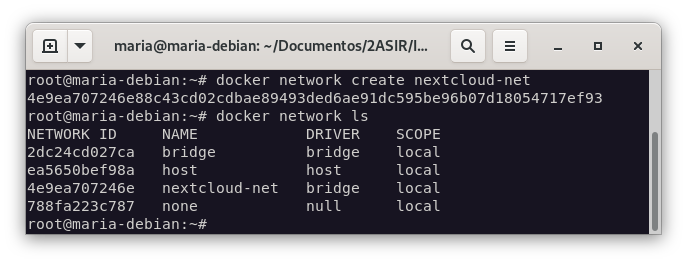 maria@maria-debian: ~/Documentos/2ASIR/I...
root@maria-debian:~# docker network create nextcloud-net
4e9ea707246e88c43cd02cdbae89493ded6ae91dc595be96b07d18054717ef93
root@maria-debian:~# docker network ls
NETWORK ID     NAME            DRIVER    SCOPE
2dc24cd027ca   bridge          bridge    local
ea5650bef98a   host            host      local
4e9ea707246e   nextcloud-net   bridge    local
788fa223c787   none            null      local
root@maria-debian:~#